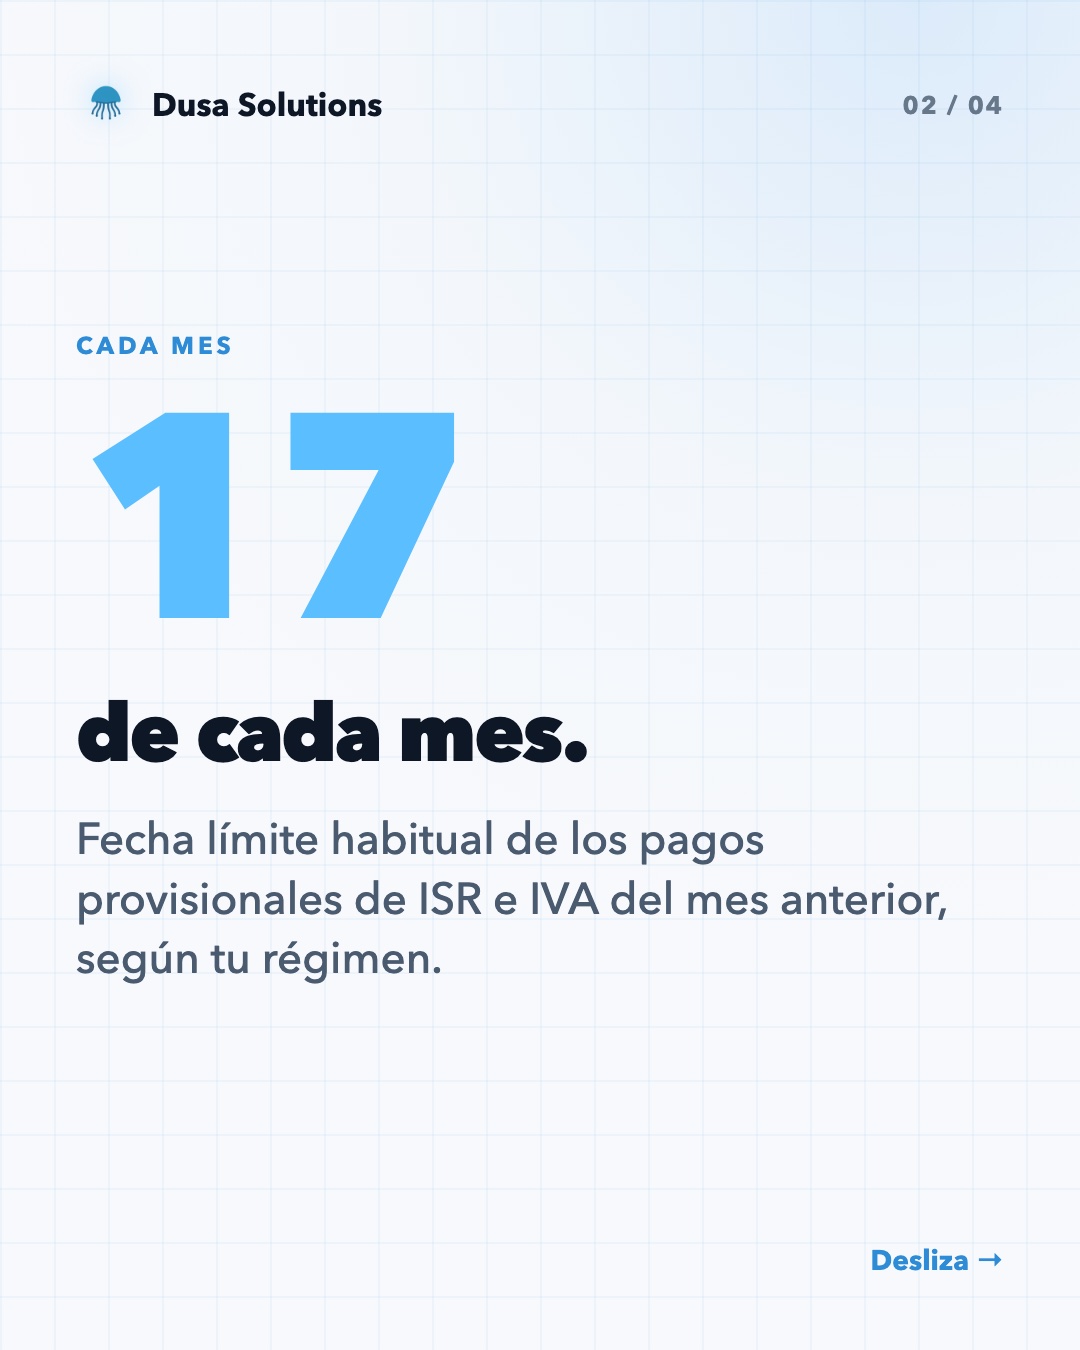 Dusa Solutions
02 / 04
CADA MES
17
de cada mes.
Fecha límite habitual de los pagos
provisionales de ISR e IVA del mes anterior,
según tu régimen.
Desliza →